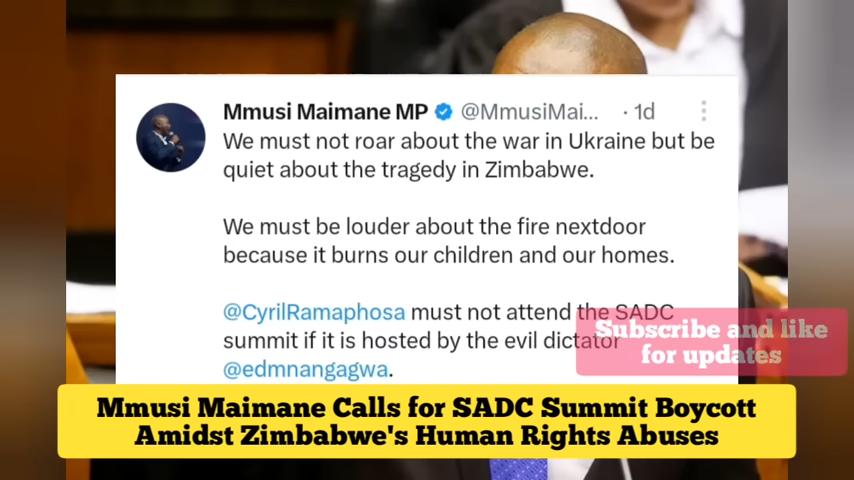 Mmusi Maimane MP @MmusiMai... · 1d
We must not roar about the war in Ukraine but be
quiet about the tragedy in Zimbabwe.
We must be louder about the fire nextdoor
because it burns our children and our homes.
@CyrilRamaphosa must not attend the SADC
summit if it is hosted by the evil dictator
@edmnangagwa.
Subscribe and like
for updates
Mmusi Maimane Calls for SADC Summit Boycott
Amidst Zimbabwe's Human Rights Abuses